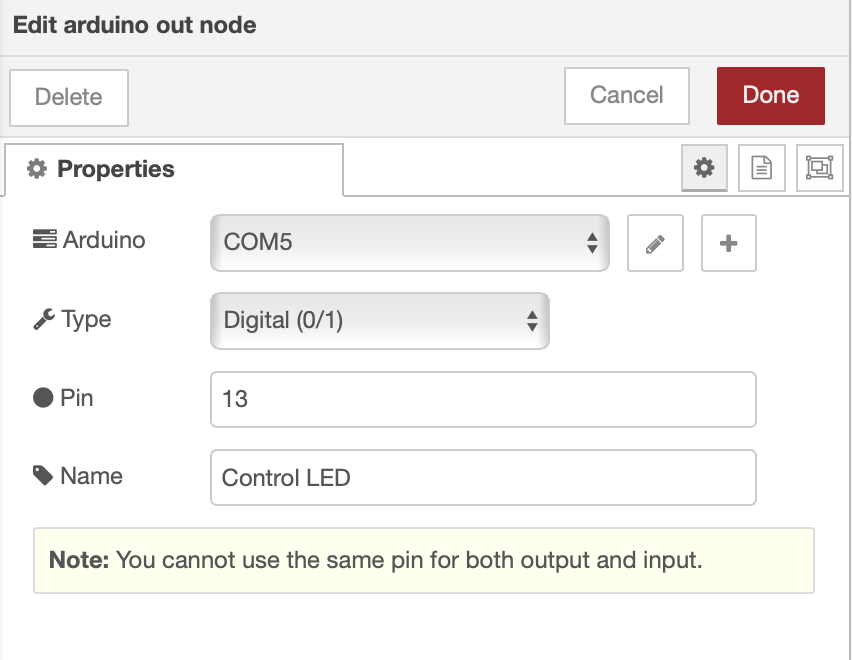 Edit arduino out node
Delete Cancel Done
Properties
Arduino COM5
Type Digital (0/1)
Pin 13
Name Control LED
Note: You cannot use the same pin for both output and input.